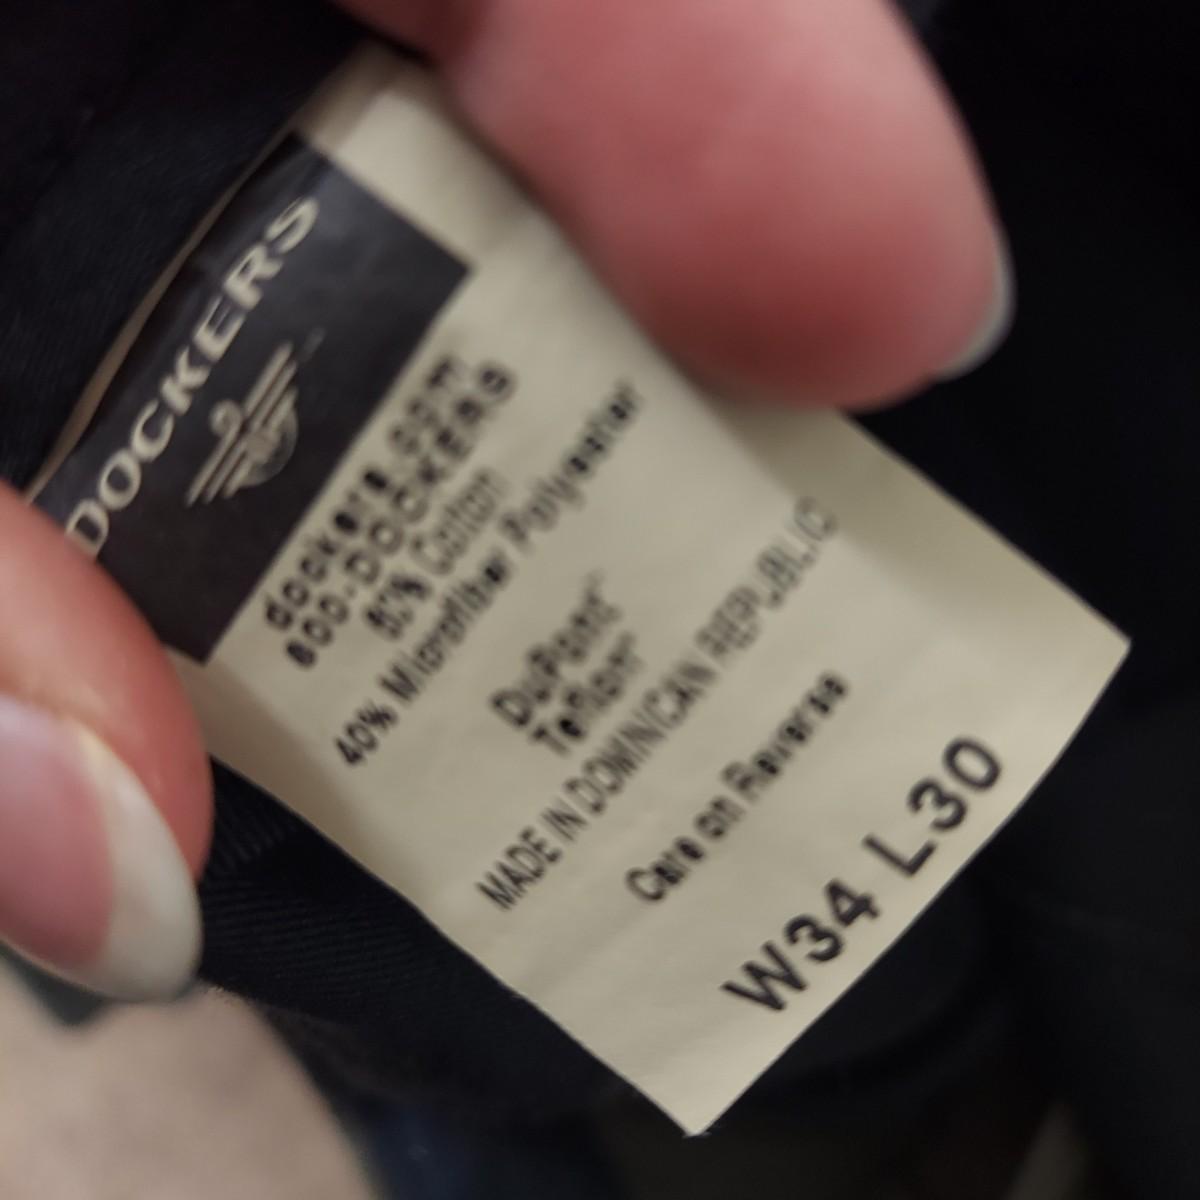 DOCKERS
dockers.com
800-DOCKERS
60% Cotton
40% Microfiber Polyester
DuPont
Teflon
MADE IN DOMINICAN REPUBLIC
Care on Reverse
W34 L30